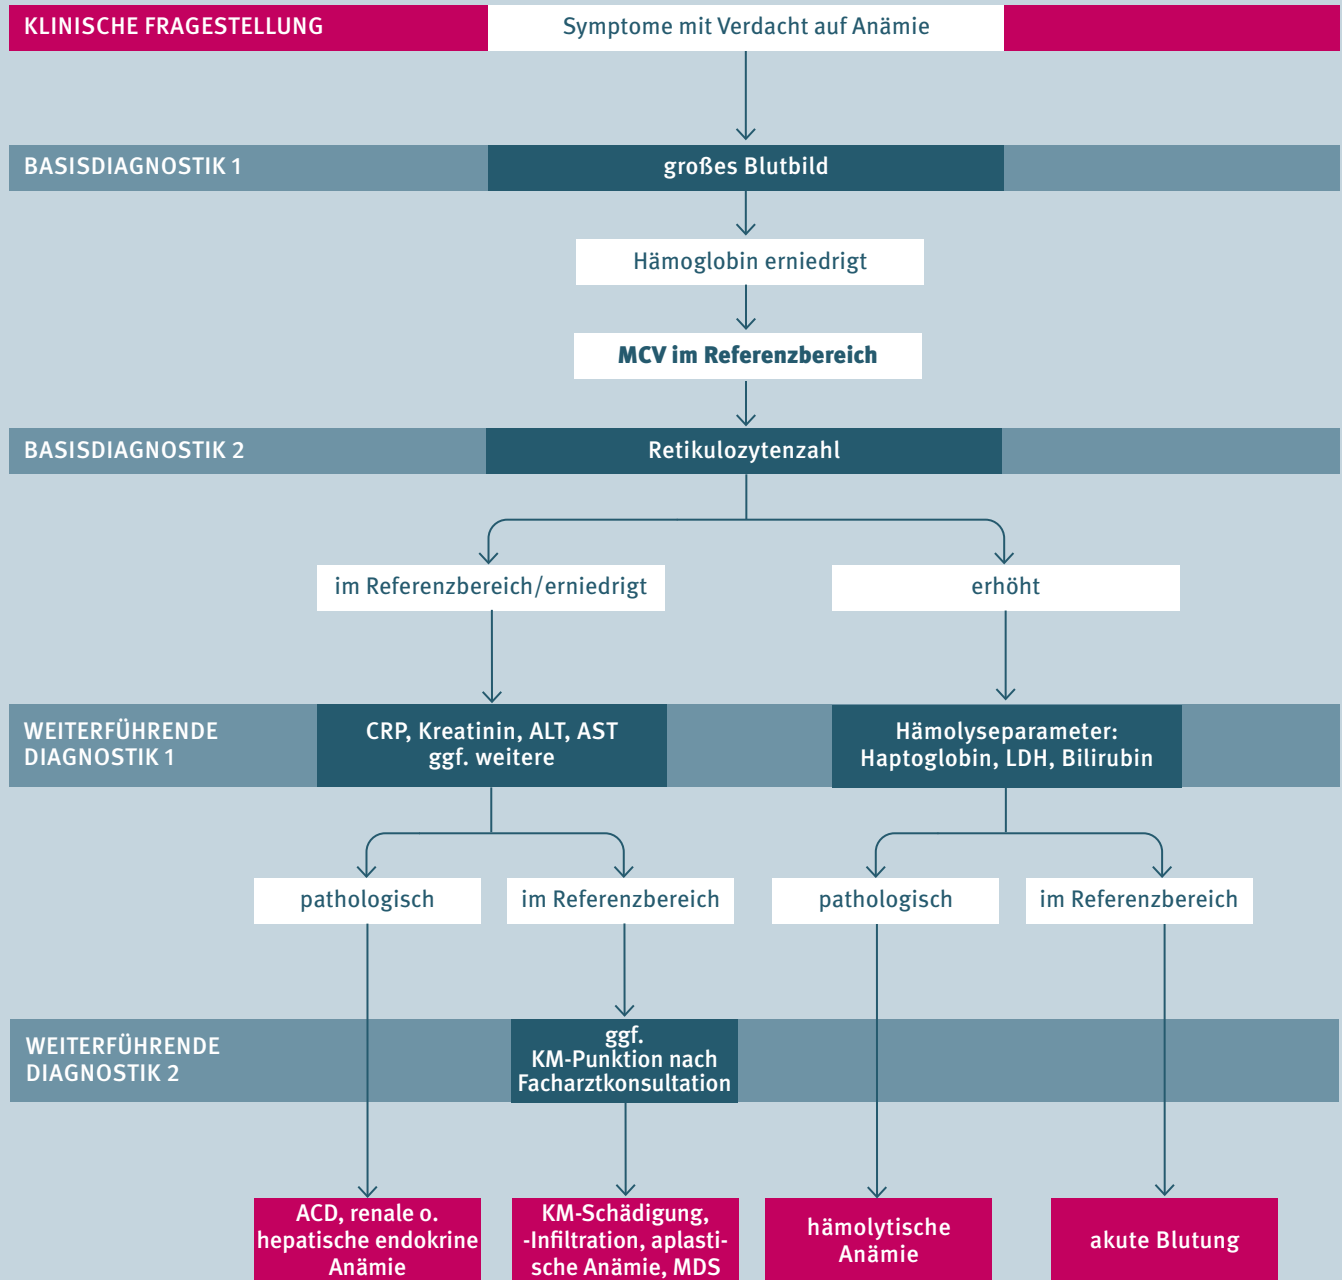 KLINISCHE FRAGESTELLUNG
Symptome mit Verdacht auf Anämie
BASISDIAGNOSTIK 1
großes Blutbild
Hämoglobin erniedrigt
MCV im Referenzbereich
BASISDIAGNOSTIK 2
Retikulozytenzahl
im Referenzbereich/erniedrigt
erhöht
WEITERFÜHRENDE
DIAGNOSTIK 1
CRP, Kreatinin, ALT, AST
ggf. weitere
Hämolyseparameter:
Haptoglobin, LDH, Bilirubin
pathologisch
im Referenzbereich
pathologisch
im Referenzbereich
WEITERFÜHRENDE
DIAGNOSTIK 2
ggf.
KM-Punktion nach
Facharztkonsultation
ACD, renale o.
hepatische endokrine
Anämie
KM-Schädigung,
-Infiltration, aplasti-
sche Anämie, MDS
hämolytische
Anämie
akute Blutung